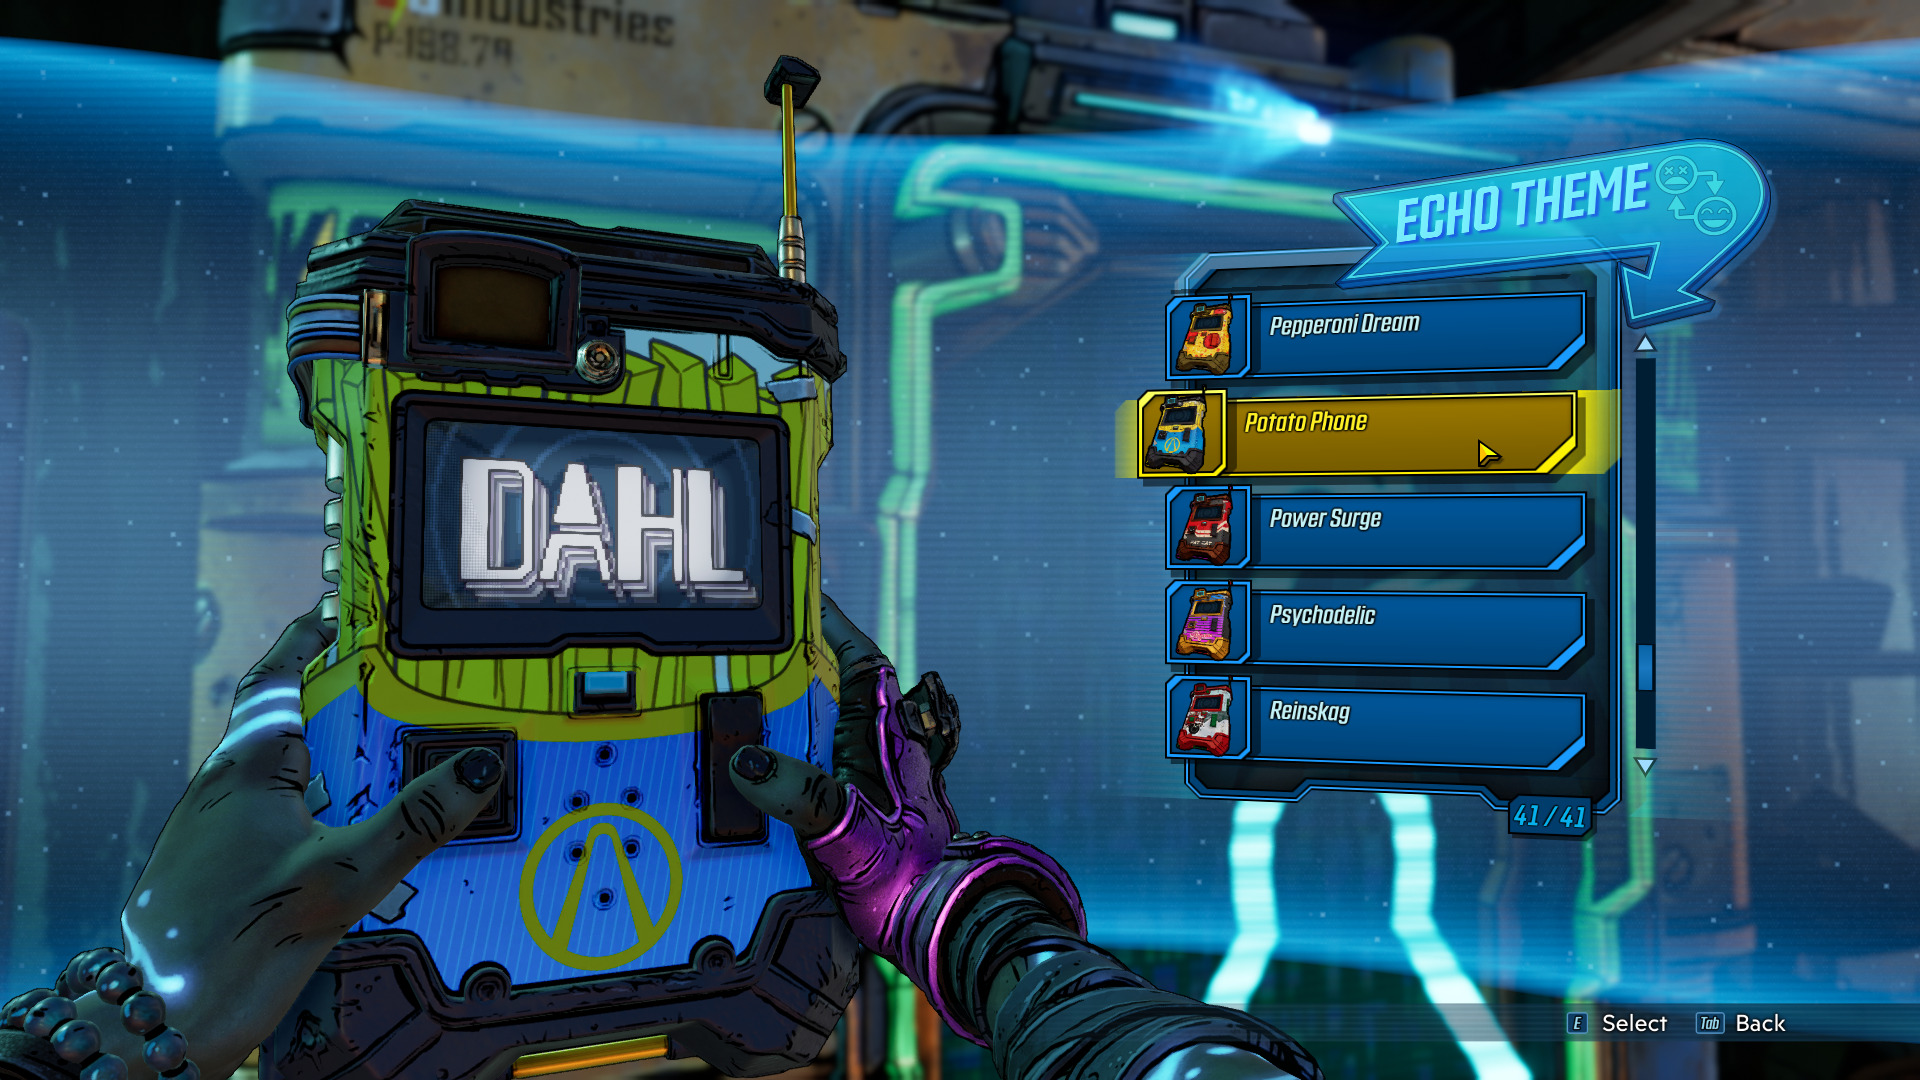 industries
P-198.79
DAHL
ECHO THEME
Pepperoni Dream
Potato Phone
Power Surge
Psychodelic
Reinskag
41/41
E Select
Tab Back